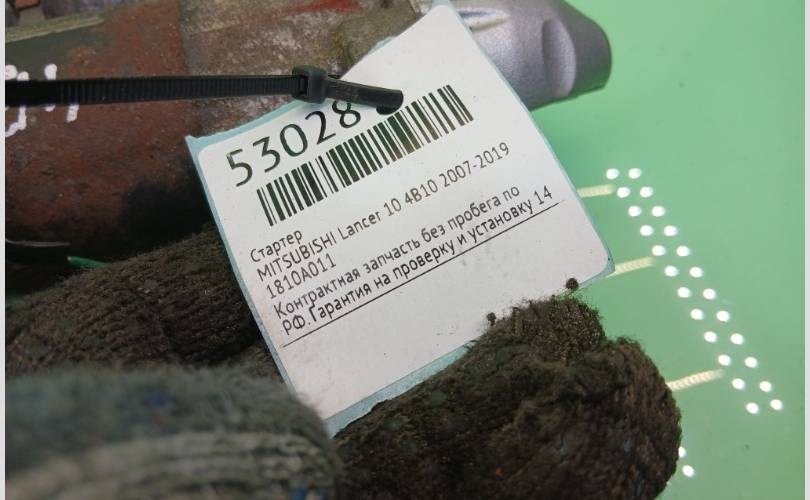 53028
Стартер
MITSUBISHI Lancer 10 4B10 2007-2019
1810A011
Контрактная запчасть без пробега по
РФ.Гарантия на проверку и установку 14